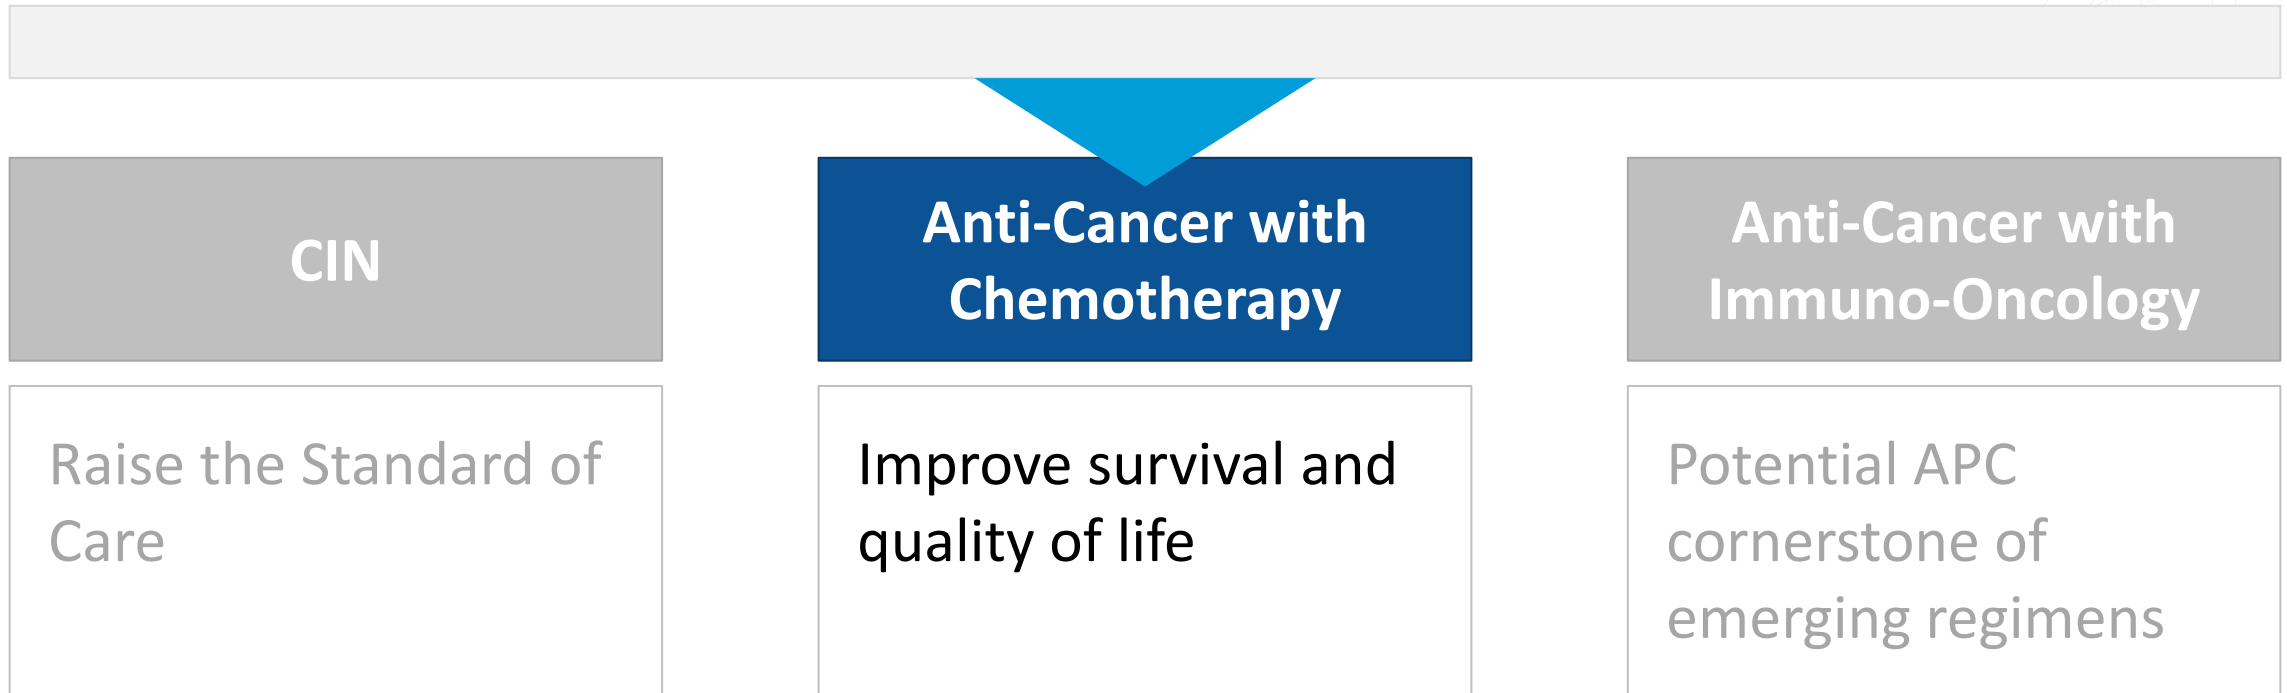 CIN
Raise the Standard of
Care
Anti-Cancer with
Chemotherapy
Improve survival and
quality of life
Anti-Cancer with
Immuno-Oncology
Potential APC
cornerstone of
emerging regimens